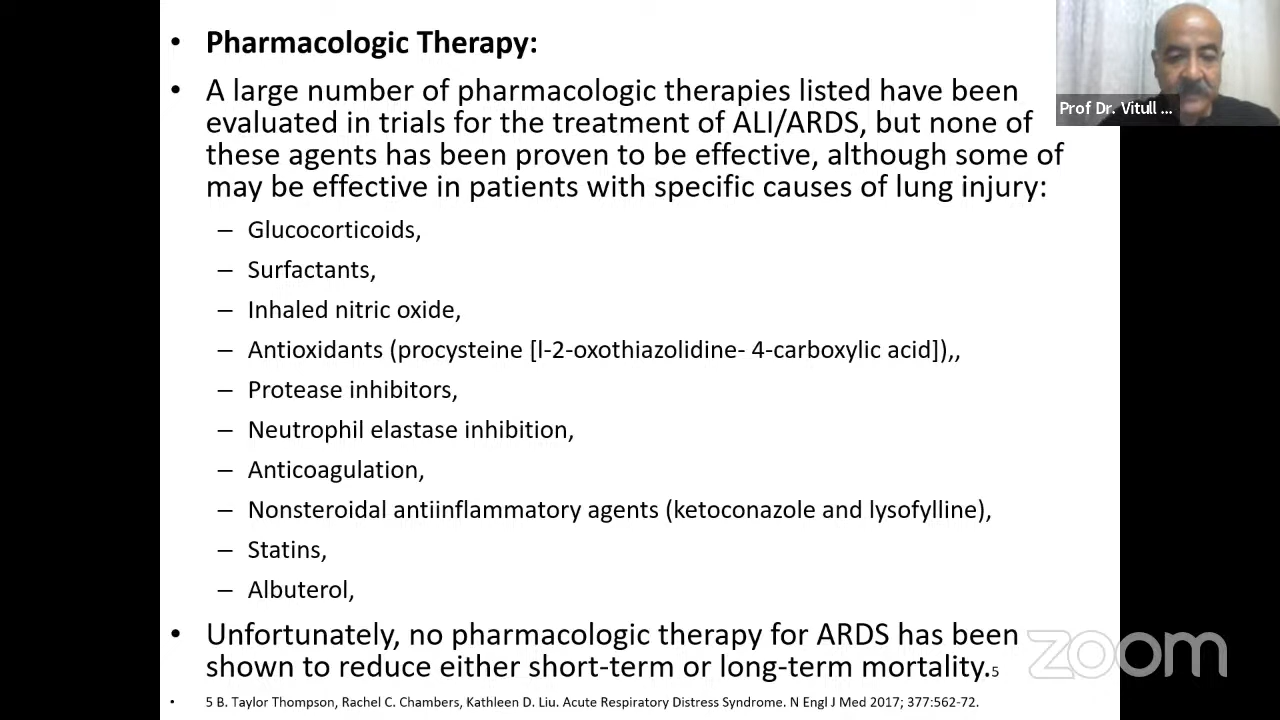 • Pharmacologic Therapy:
• A large number of pharmacologic therapies listed have been
evaluated in trials for the treatment of ALI/ARDS, but none of
these agents has been proven to be effective, although some of
may be effective in patients with specific causes of lung injury:
– Glucocorticoids,
– Surfactants,
– Inhaled nitric oxide,
– Antioxidants (procysteine [l-2-oxothiazolidine- 4-carboxylic acid]),,
– Protease inhibitors,
– Neutrophil elastase inhibition,
– Anticoagulation,
– Nonsteroidal antiinflammatory agents (ketoconazole and lysofylline),
– Statins,
– Albuterol,
• Unfortunately, no pharmacologic therapy for ARDS has been
shown to reduce either short-term or long-term mortality.5
• 5 B. Taylor Thompson, Rachel C. Chambers, Kathleen D. Liu. Acute Respiratory Distress Syndrome. N Engl J Med 2017; 377:562-72.
Prof Dr. Vitull ...
zoom